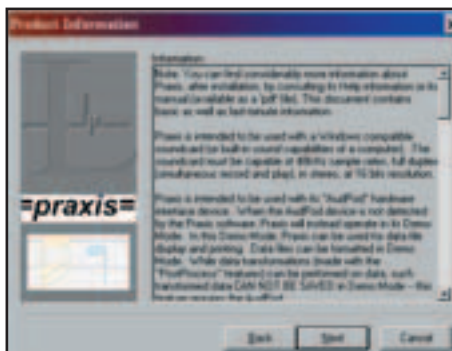 Product Information
Information:
Note: You can find considerably more information about
Praxis, after installation, by consulting its Help information or its
manual (available as a 'pdf' file). This document contains
basic as well as last minute information.
Praxis is intended to be used with a Windows compatible
soundcard (or built in sound capabilities of a computer). The
soundcard must be capable of 48kHz sample rates, full duplex
(simultaneous record and play), in stereo, at 16 bits resolution.
Praxis is intended to be used with its "AudPod" hardware
interface device. When the AudPod device is not detected
by the Praxis software, Praxis will instead operate in its Demo
Mode. In this Demo Mode, Praxis can be used for data file
display and printing. Data files can be formatted in Demo
Mode. While data transformations (made with the
"PostProcess" features) can be performed on data, such
transformed data CAN NOT BE SAVED in Demo Mode - this
feature requires the AudPod.
=praxis=
Back
Next
Cancel